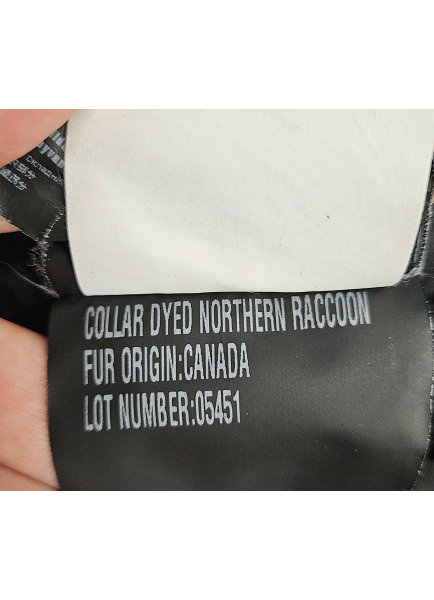 COLLAR DYED NORTHERN RACCOON
FUR ORIGIN:CANADA
LOT NUMBER:05451